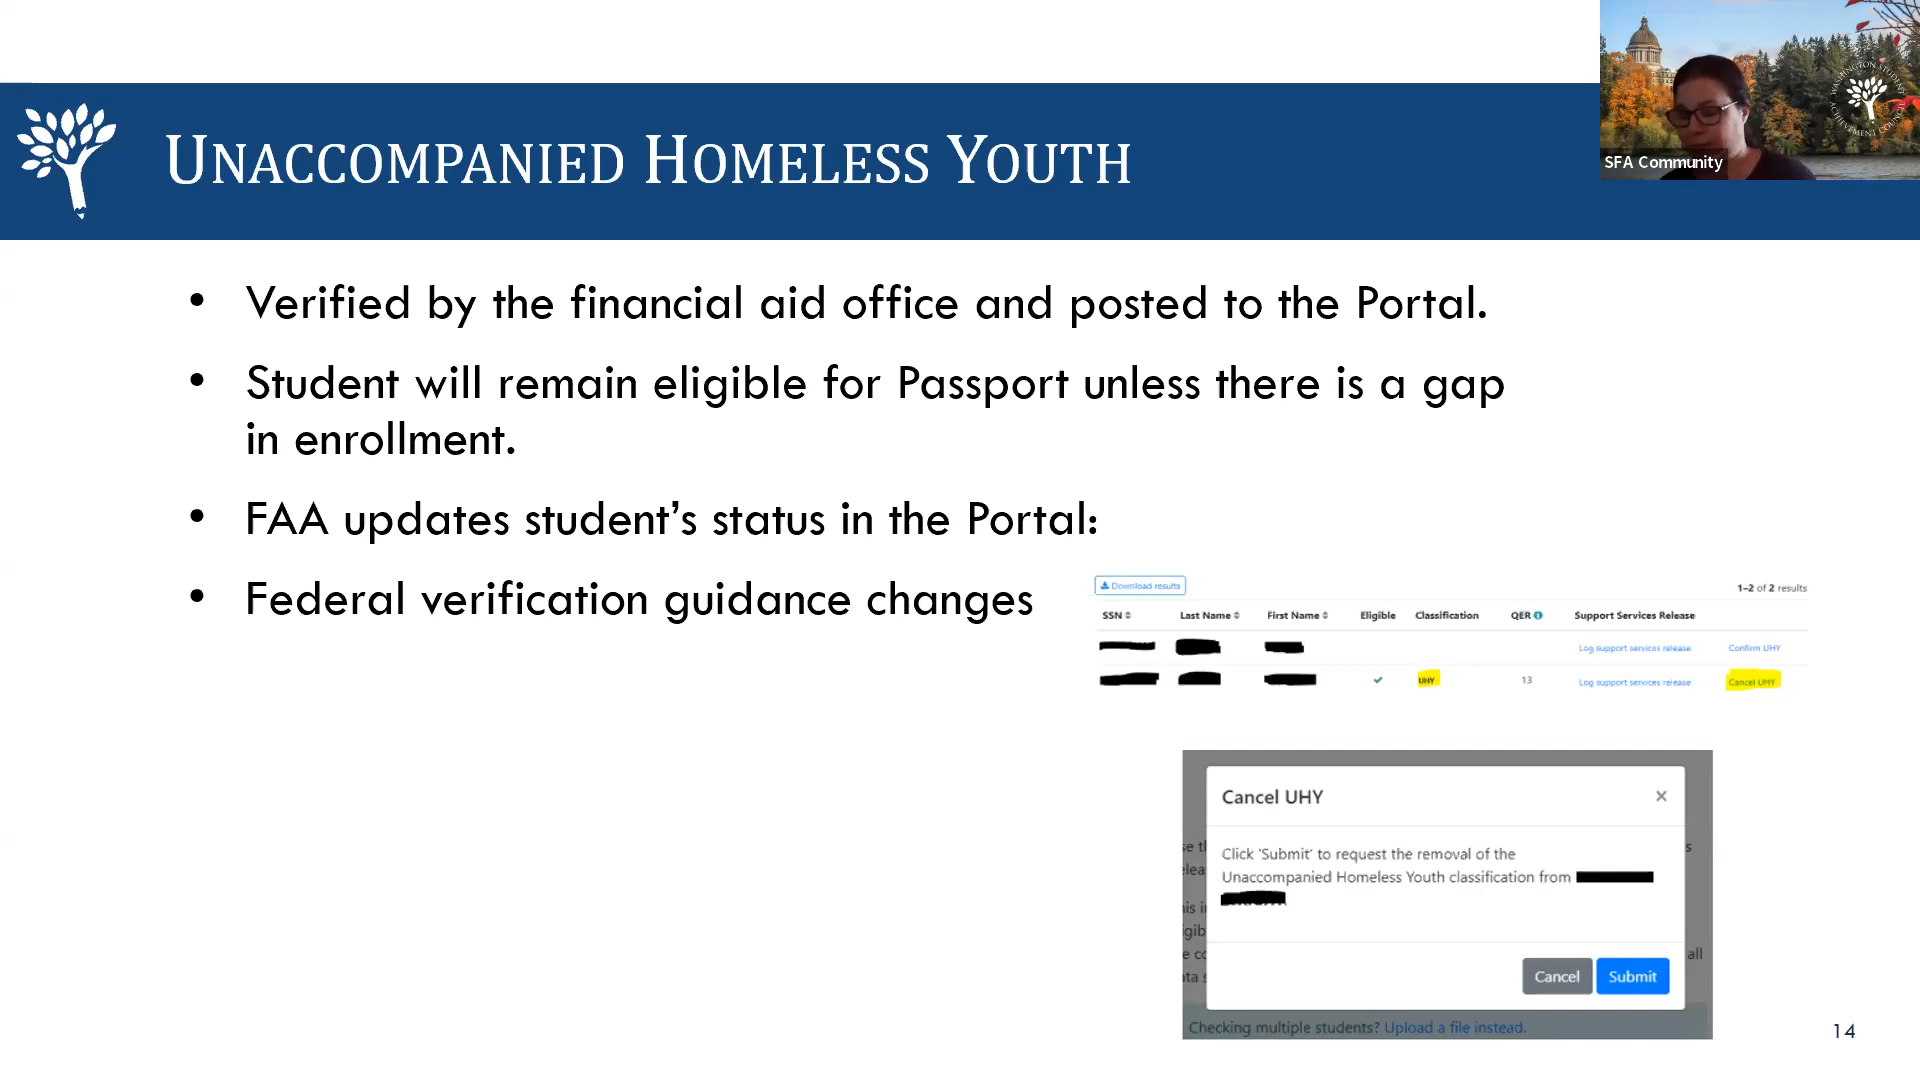 UNACCOMPANIED HOMELESS YOUTH
WASHINGTON STUDENT ACHIEVEMENT COUNCIL
SFA Community
• Verified by the financial aid office and posted to the Portal.
• Student will remain eligible for Passport unless there is a gap
in enrollment.
• FAA updates student’s status in the Portal:
• Federal verification guidance changes
Download results
1–2 of 2 results
SSN Last Name First Name Eligible Classification QER Support Services Release
Log support services release Confirm UHY
UHY 13 Log support services release Cancel UHY
Cancel UHY ×
Click 'Submit' to request the removal of the
Unaccompanied Homeless Youth classification from
Cancel Submit
all
Checking multiple students? Upload a file instead.
14